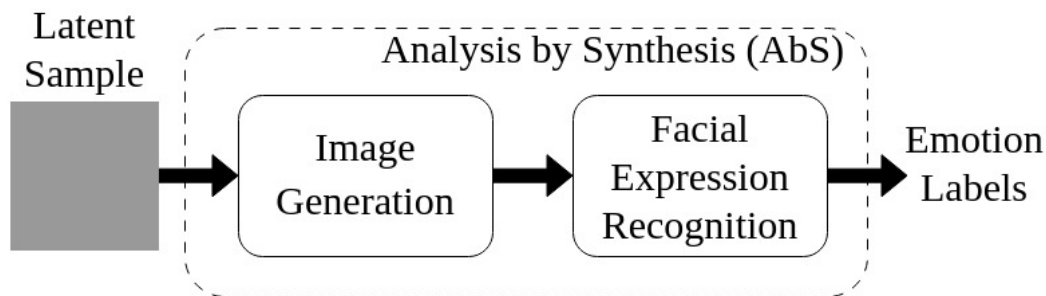 Latent
Sample
Analysis by Synthesis (AbS)
Image
Generation
Facial
Expression
Recognition
Emotion
Labels